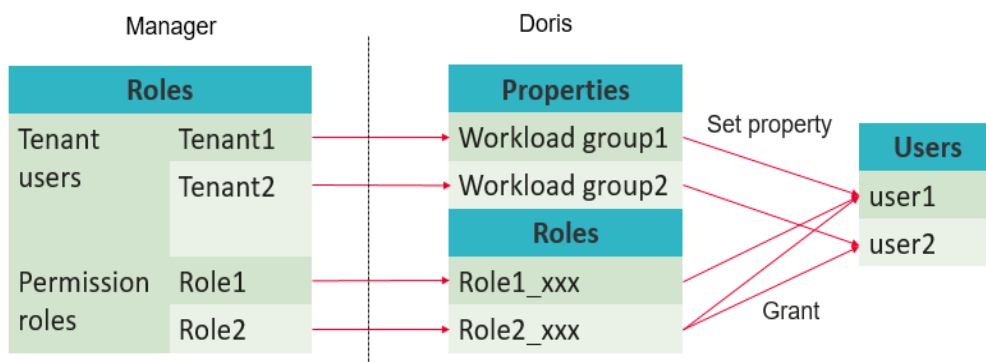 Manager
Doris
Roles
Tenant users
Tenant1
Tenant2
Permission roles
Role1
Role2
Properties
Workload group1
Workload group2
Roles
Role1_xxx
Role2_xxx
Set property
Grant
Users
user1
user2